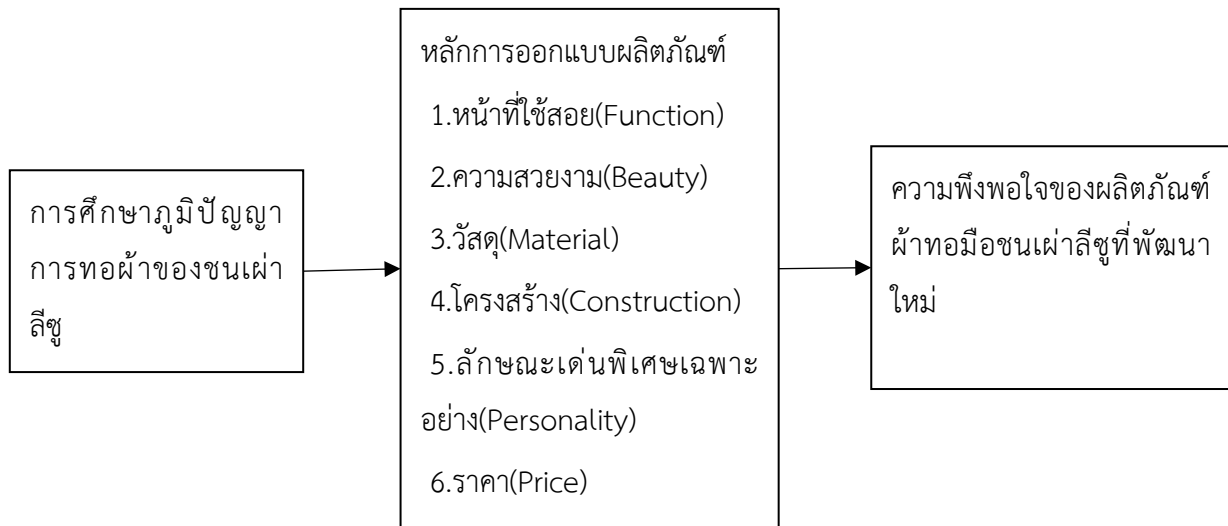 การศึกษาภูมิปัญญา
การทอผ้าของชนเผ่า
ลีซู
หลักการออกแบบผลิตภัณฑ์
1.หน้าที่ใช้สอย(Function)
2.ความสวยงาม(Beauty)
3.วัสดุ(Material)
4.โครงสร้าง(Construction)
5.ลักษณะเด่นพิเศษเฉพาะ
อย่าง(Personality)
6.ราคา(Price)
ความพึงพอใจของผลิตภัณฑ์
ผ้าทอมือชนเผ่าลีซูที่พัฒนา
ใหม่